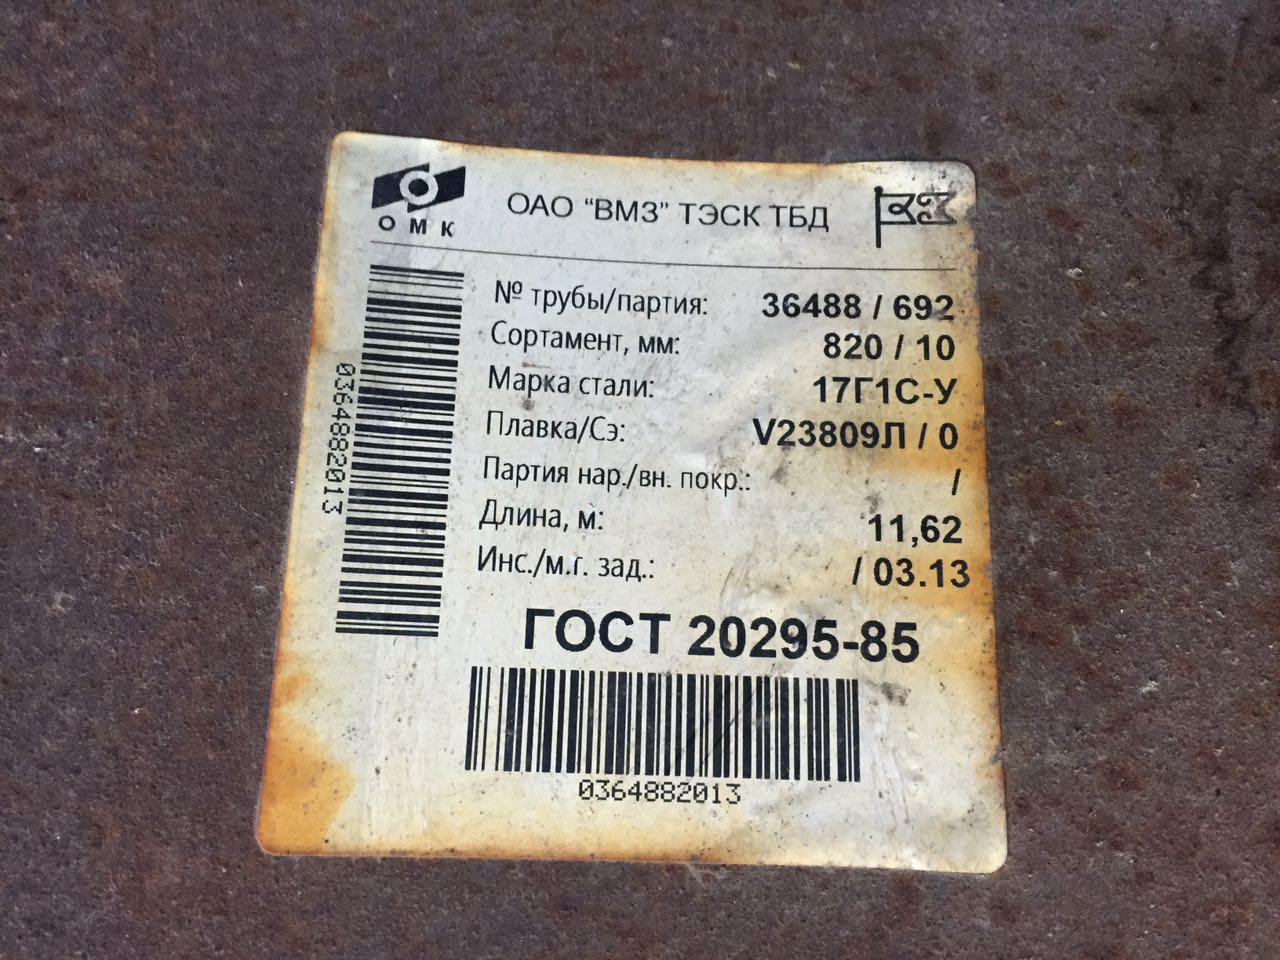 ОМК
ОАО "ВМЗ" ТЭСК ТБД
№ трубы/партия: 36488 / 692
Сортамент, мм: 820 / 10
Марка стали: 17Г1С-У
Плавка/Сэ: V23809Л / 0
Партия нар./вн. покр.: /
Длина, м: 11,62
Инс./м.г. зад.: / 03.13
0364882013
ГОСТ 20295-85
0364882013